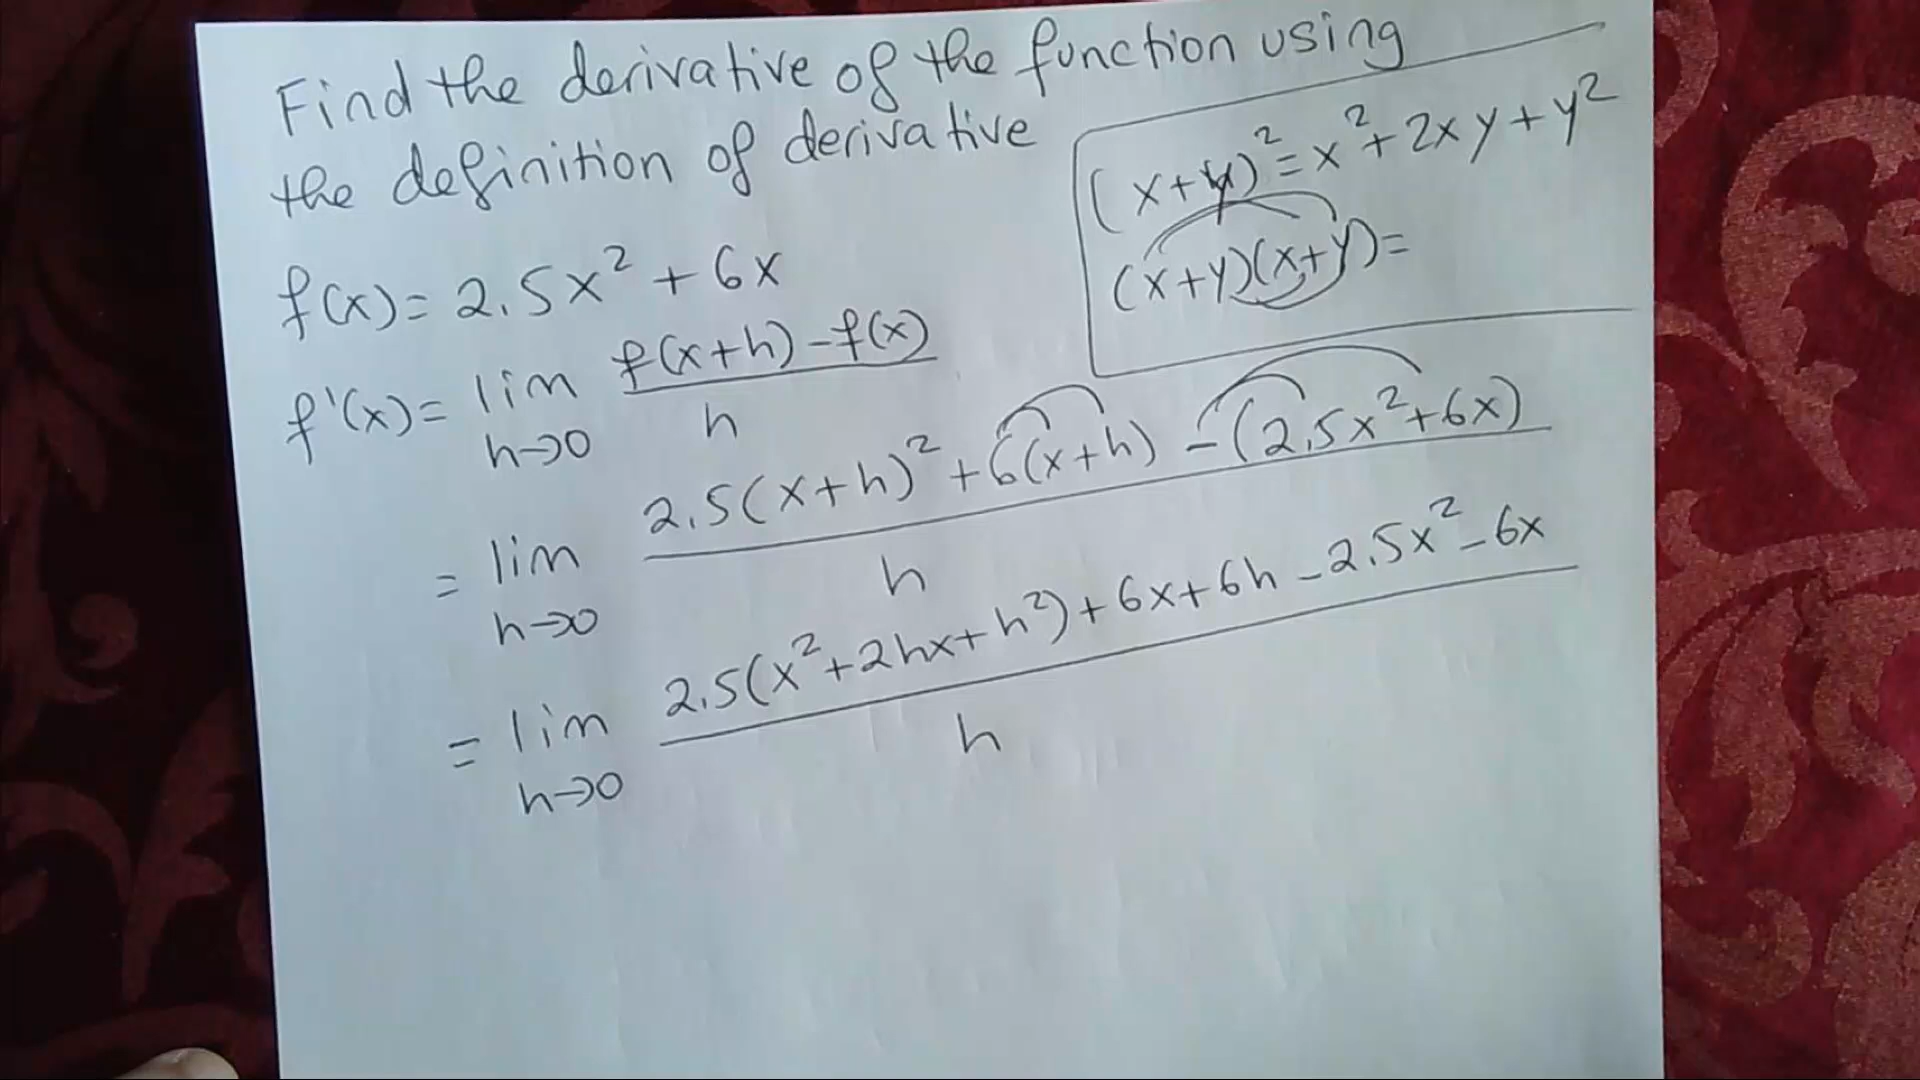 Find the derivative of the function using
the definition of derivative
(x+y)²=x²+2xy+y²
(x+y)(x+y)=
f(x)=2.5x²+6x
f'(x)= lim h→0 f(x+h)-f(x) / h
= lim h→0 2.5(x+h)²+6(x+h)-(2.5x²+6x) / h
= lim h→0 2.5(x²+2hx+h²)+6x+6h-2.5x²-6x / h